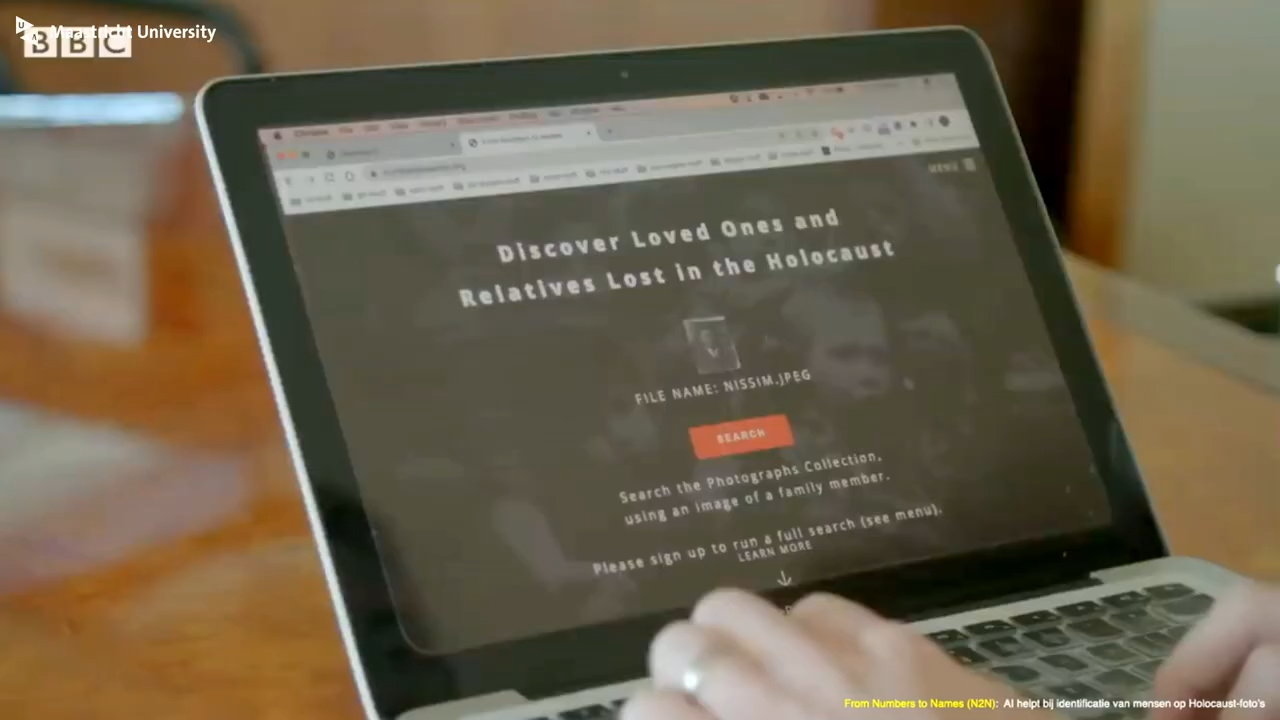 Maastricht University
BBC
MENU
Discover Loved Ones and
Relatives Lost in the Holocaust
FILE NAME: NISSIM.JPEG
SEARCH
Search the Photographs Collection,
using an image of a family member.
Please sign up to run a full search (see menu).
LEARN MORE
From Numbers to Names (N2N): AI helpt bij identificatie van mensen op Holocaust-foto's